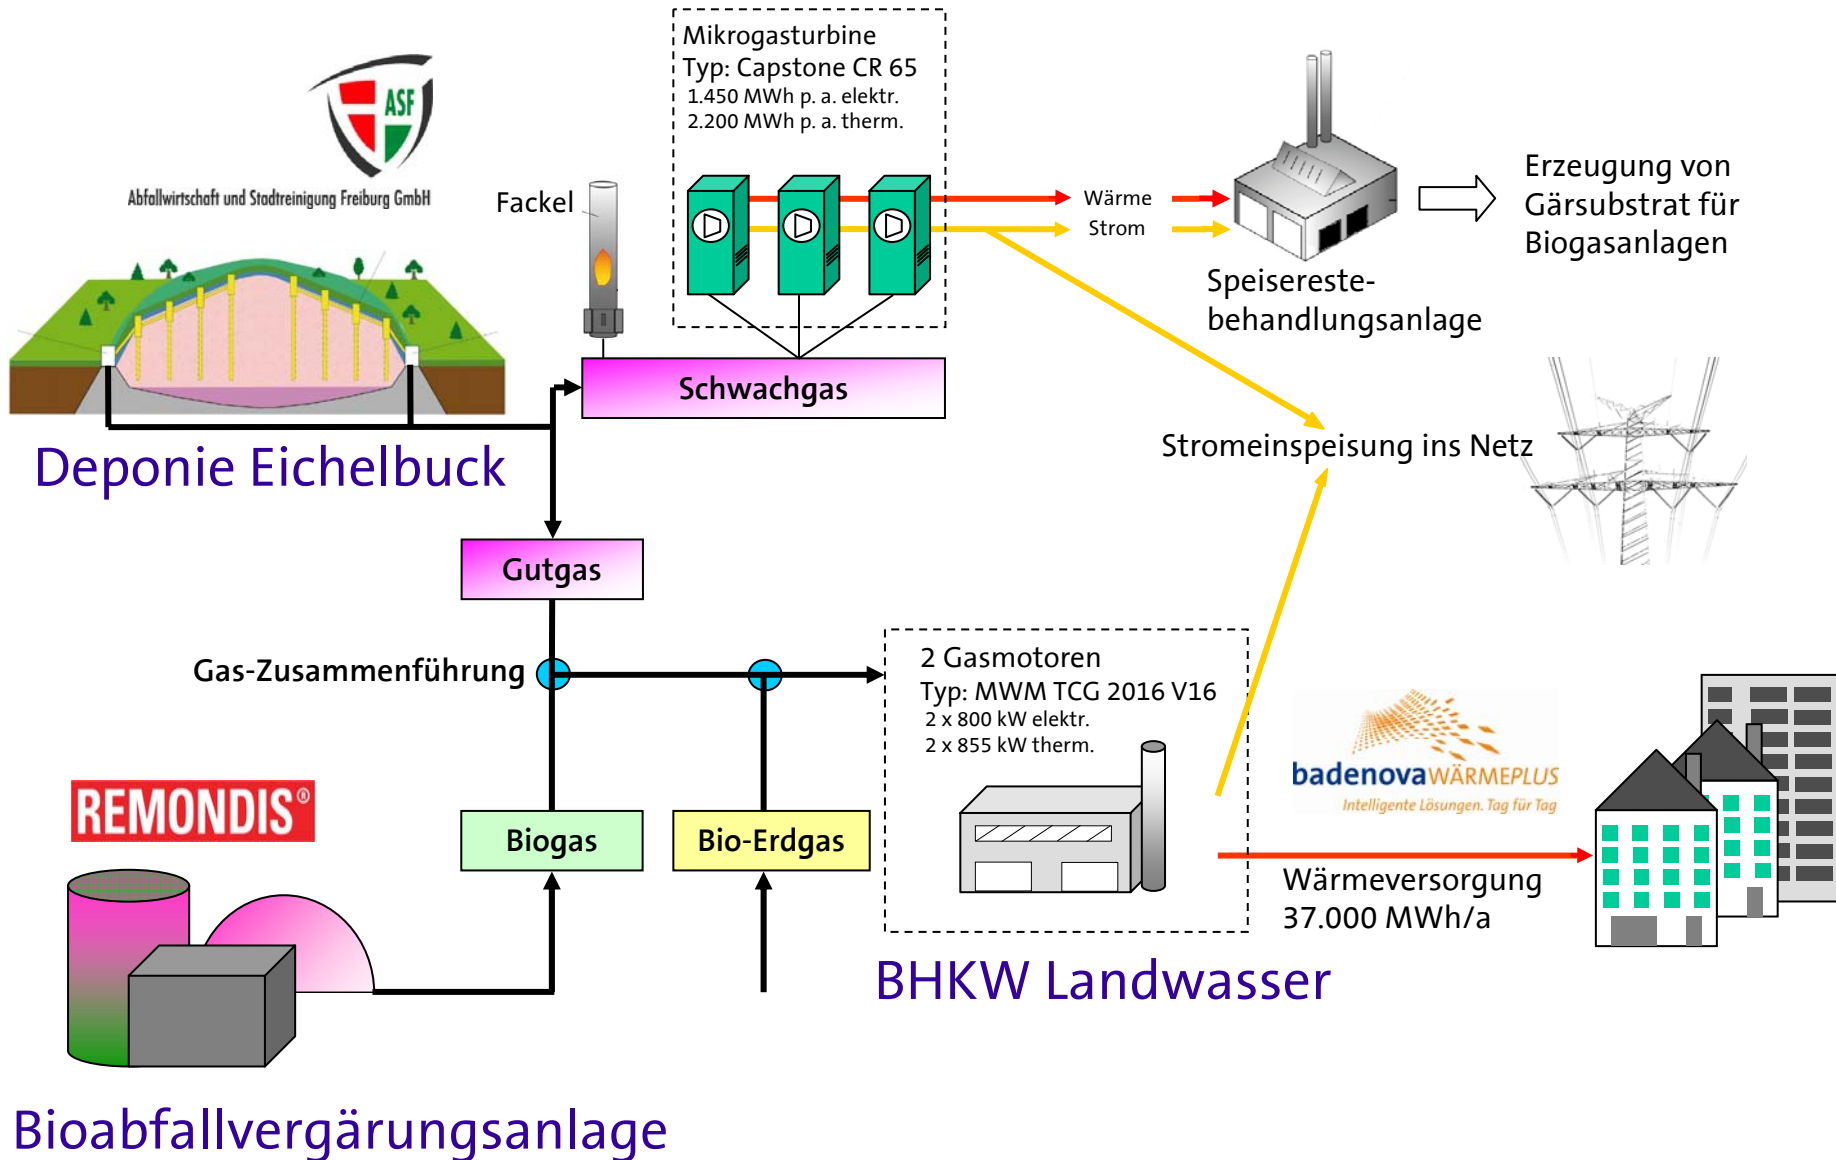 Mikrogasturbine
Typ: Capstone CR 65
1.450 MWh p. a. elektr.
2.200 MWh p. a. therm.
ASF
Abfallwirtschaft und Stadtreinigung Freiburg GmbH
Fackel
Wärme
Strom
Erzeugung von
Gärsubstrat für
Biogasanlagen
Speisereste-
behandlungsanlage
Schwachgas
Deponie Eichelbuck
Stromeinspeisung ins Netz
Gutgas
Gas-Zusammenführung
2 Gasmotoren
Typ: MWM TCG 2016 V16
2 x 800 kW elektr.
2 x 855 kW therm.
badenovaWÄRMEPLUS
Intelligente Lösungen. Tag für Tag
REMONDIS®
Biogas
Bio-Erdgas
Wärmeversorgung
37.000 MWh/a
BHKW Landwasser
Bioabfallvergärungsanlage